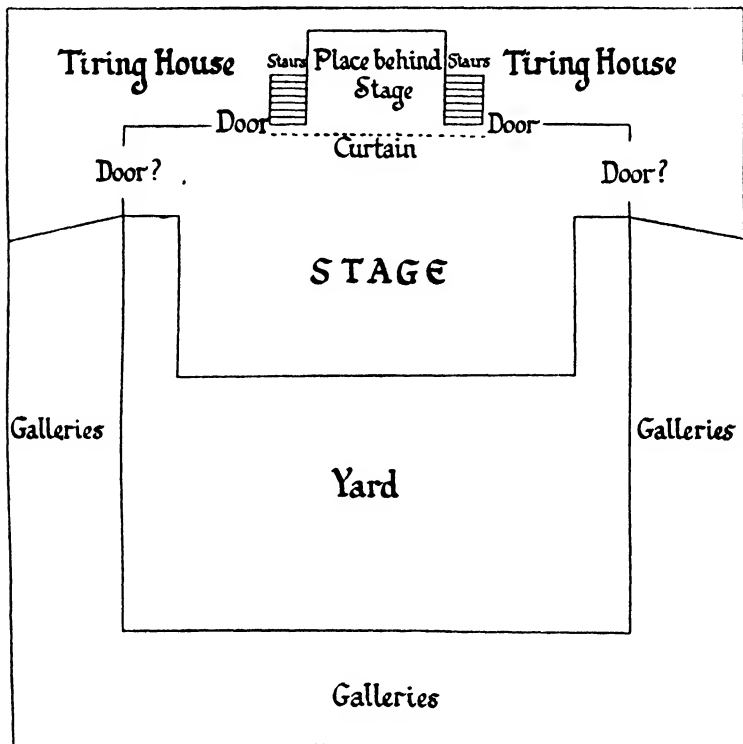 Tiring House
Stairs
Place behind
Stage
Stairs
Tiring House
Door
Door
Curtain
Door?
Door?
STAGE
Galleries
Galleries
Yard
Galleries